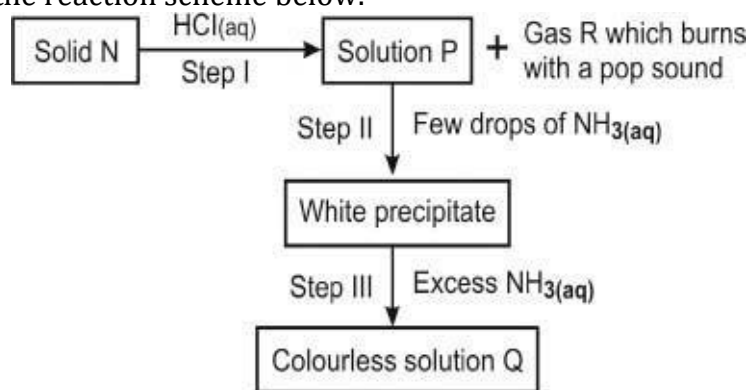 the reaction scheme below.
HCl(aq)
Solid N
Step I
Solution P
+
Gas R which burns
with a pop sound
Step II
Few drops of NH3(aq)
White precipitate
Step III
Excess NH3(aq)
Colourless solution Q